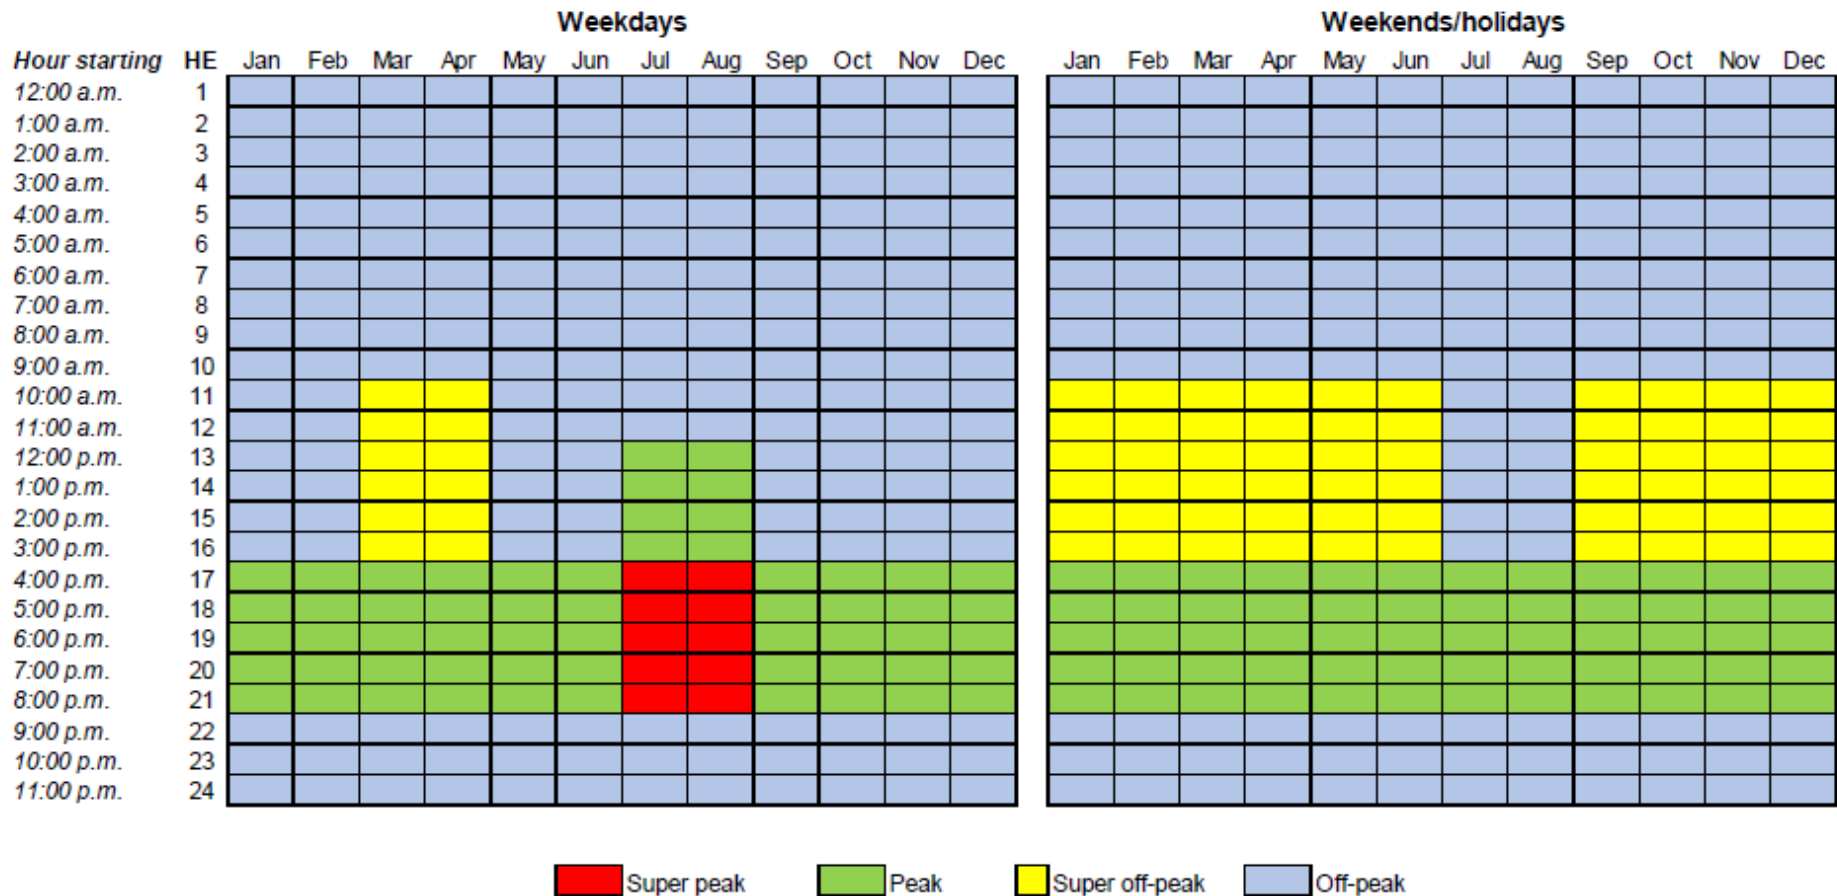 Weekdays Weekends/holidays
Hour starting HE Jan Feb Mar Apr May Jun Jul Aug Sep Oct Nov Dec Jan Feb Mar Apr May Jun Jul Aug Sep Oct Nov Dec
12:00 a.m. 1
1:00 a.m. 2
2:00 a.m. 3
3:00 a.m. 4
4:00 a.m. 5
5:00 a.m. 6
6:00 a.m. 7
7:00 a.m. 8
8:00 a.m. 9
9:00 a.m. 10
10:00 a.m. 11
11:00 a.m. 12
12:00 p.m. 13
1:00 p.m. 14
2:00 p.m. 15
3:00 p.m. 16
4:00 p.m. 17
5:00 p.m. 18
6:00 p.m. 19
7:00 p.m. 20
8:00 p.m. 21
9:00 p.m. 22
10:00 p.m. 23
11:00 p.m. 24
Super peak Peak Super off-peak Off-peak